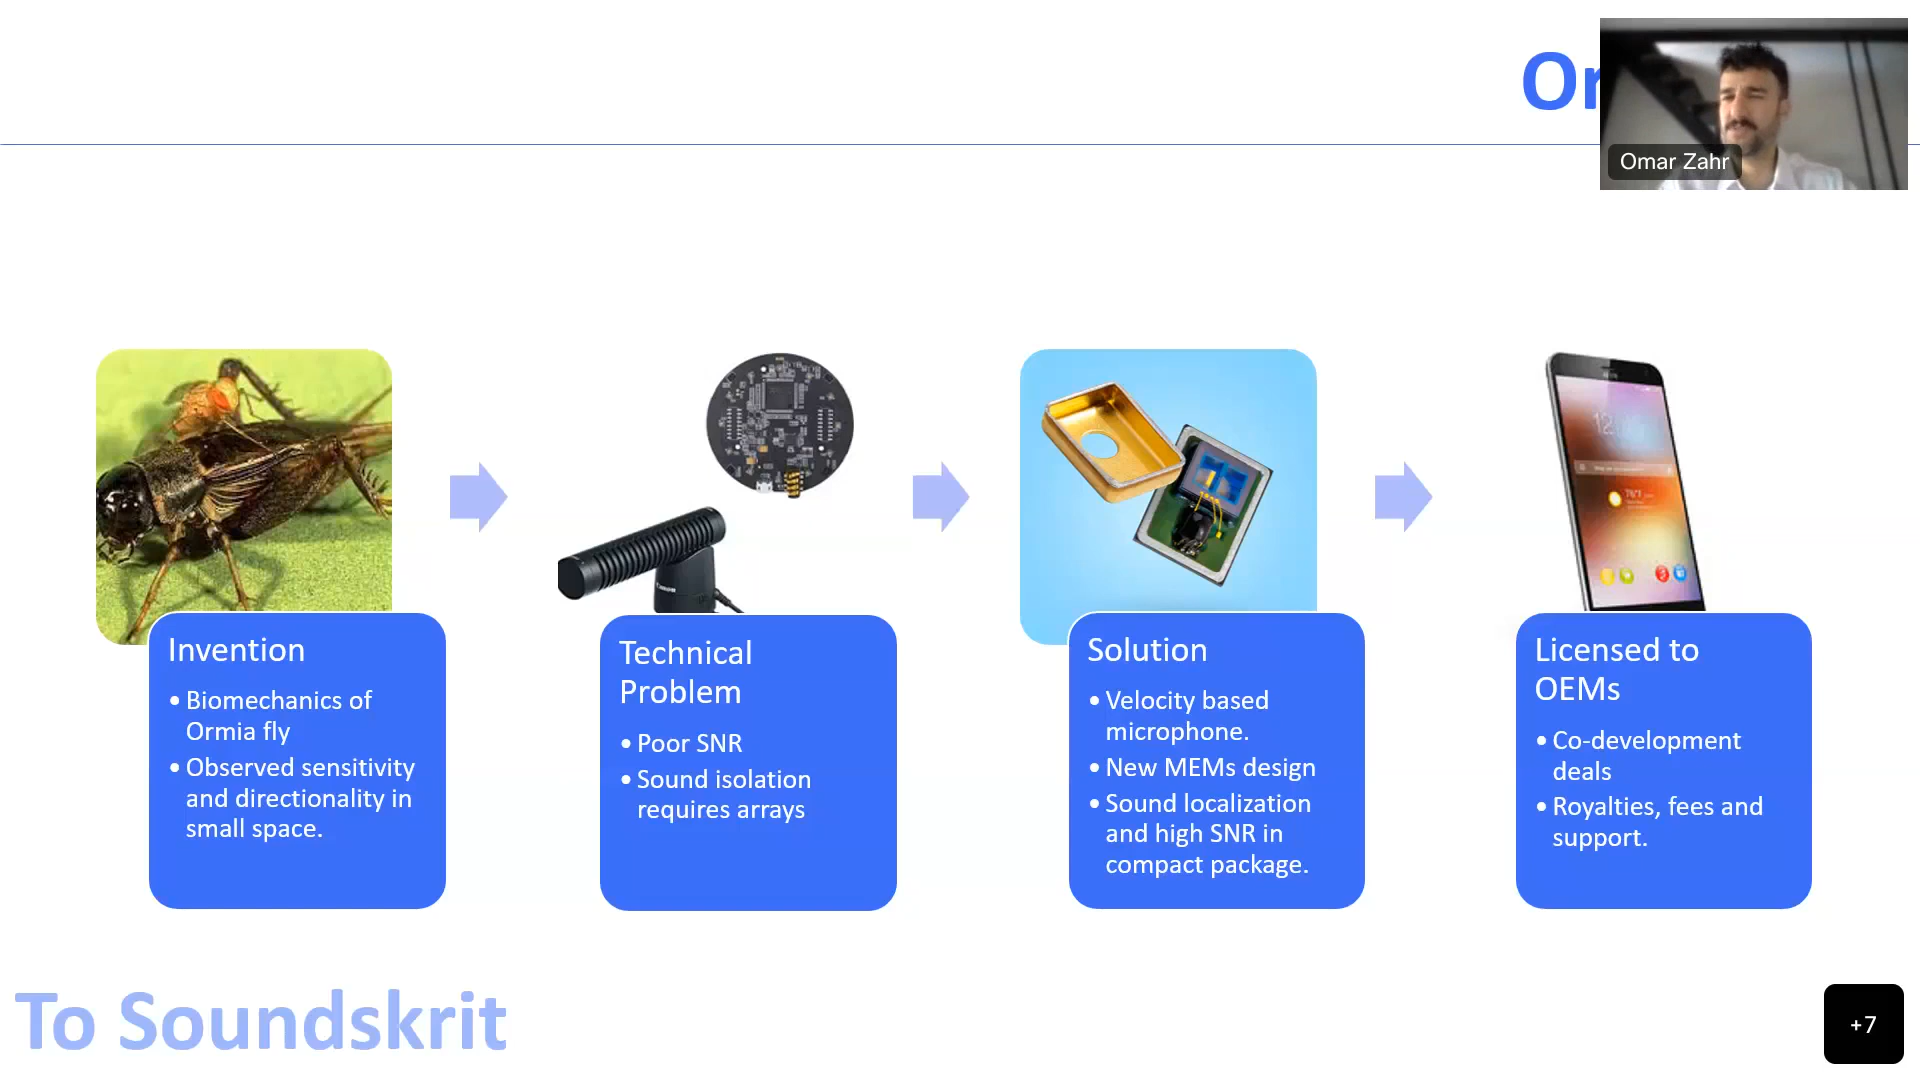 Omar Zahr
Invention
• Biomechanics of
Ormia fly
• Observed sensitivity
and directionality in
small space.
Technical
Problem
• Poor SNR
• Sound isolation
requires arrays
Solution
• Velocity based
microphone.
• New MEMs design
• Sound localization
and high SNR in
compact package.
Licensed to
OEMs
• Co-development
deals
• Royalties, fees and
support.
To Soundskrit
+7